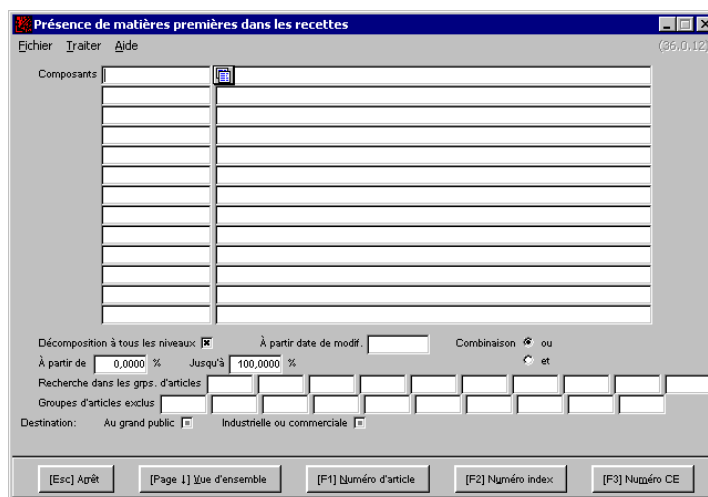 Présence de matières premières dans les recettes
Fichier Traiter Aide (36.0.12)
Composants
Décomposition à tous les niveaux À partir date de modif. Combinaison ou
À partir de 0,0000 % Jusqu'à 100,0000 % et
Recherche dans les grps. d'articles
Groupes d'articles exclus
Destination: Au grand public Industrielle ou commerciale
[Esc] Arrêt [Page ↓] Vue d'ensemble [F1] Numéro d'article [F2] Numéro index [F3] Numéro CE